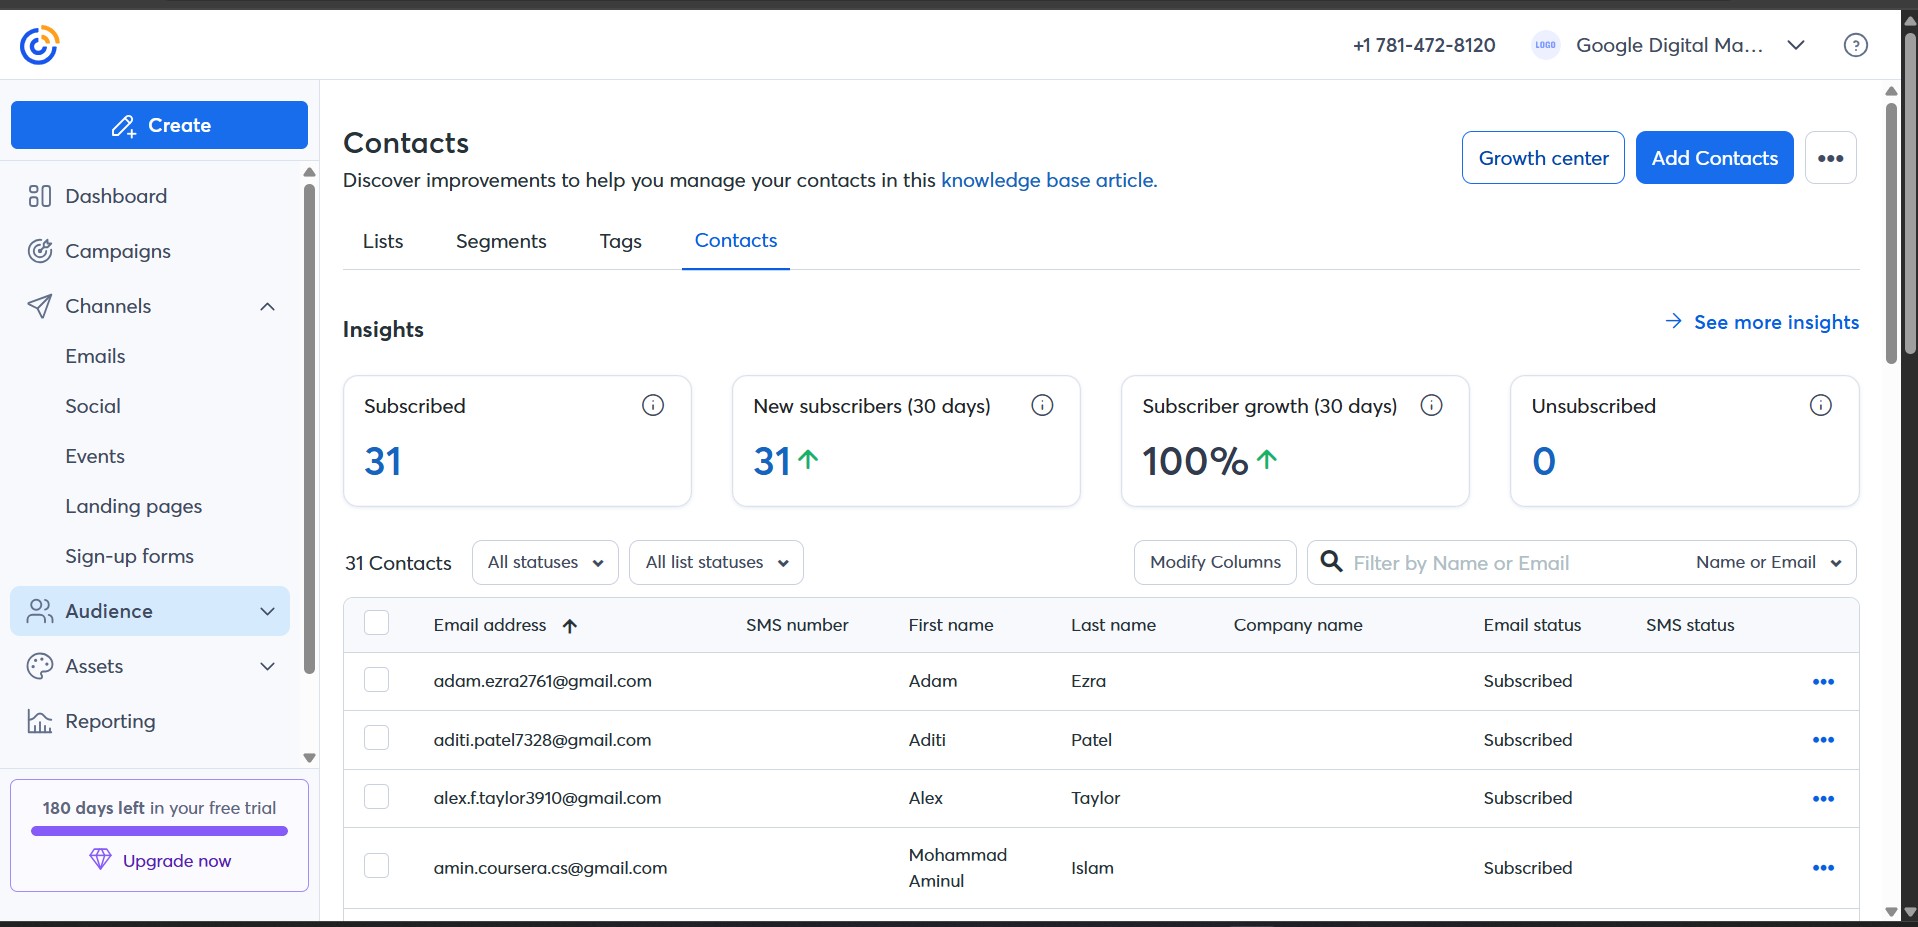 +1 781-472-8120
LOGO
Google Digital Ma...
Create
Dashboard
Campaigns
Channels
Emails
Social
Events
Landing pages
Sign-up forms
Audience
Assets
Reporting
180 days left in your free trial
Upgrade now
Contacts
Discover improvements to help you manage your contacts in this knowledge base article.
Growth center
Add Contacts
Lists Segments Tags Contacts
Insights
See more insights
Subscribed
31
New subscribers (30 days)
31
Subscriber growth (30 days)
100%
Unsubscribed
0
31 Contacts All statuses All list statuses Modify Columns Filter by Name or Email Name or Email
Email address SMS number First name Last name Company name Email status SMS status
adam.ezra2761@gmail.com Adam Ezra Subscribed
aditi.patel7328@gmail.com Aditi Patel Subscribed
alex.f.taylor3910@gmail.com Alex Taylor Subscribed
amin.coursera.cs@gmail.com Mohammad Aminul Islam Subscribed